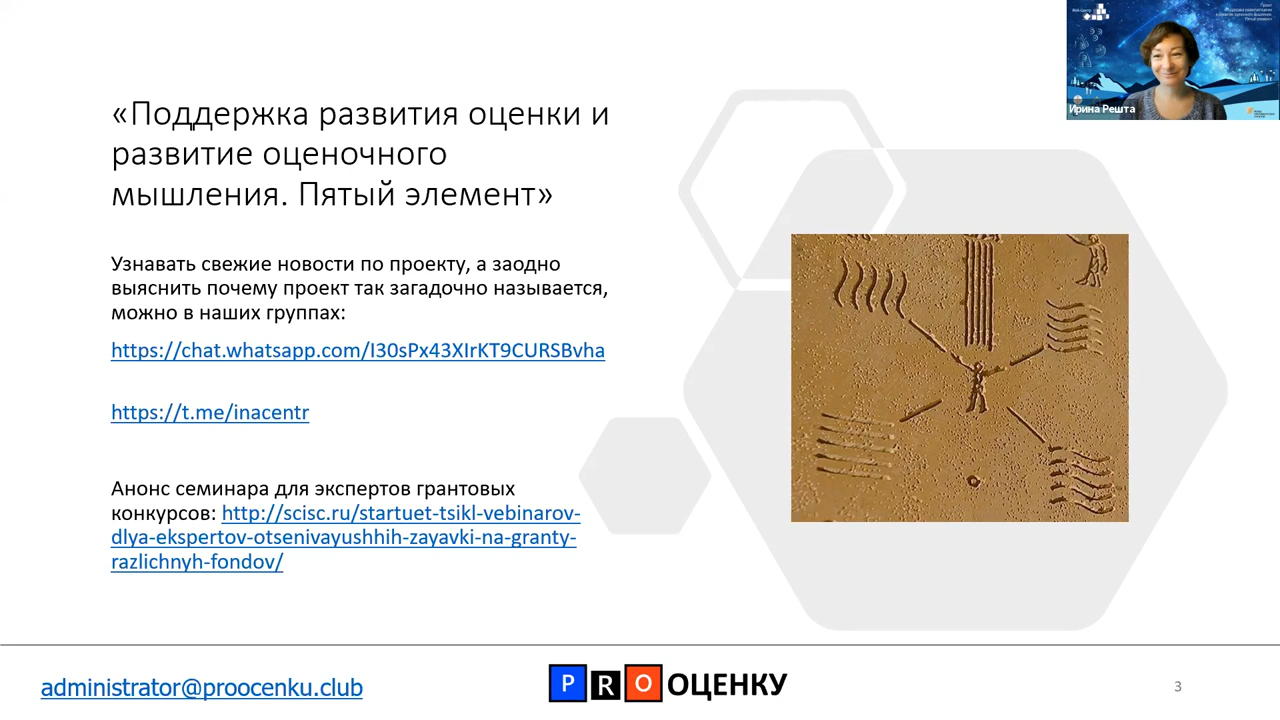 «Поддержка развития оценки и
развитие оценочного
мышления. Пятый элемент»
Узнавать свежие новости по проекту, а заодно
выяснить почему проект так загадочно называется,
можно в наших группах:
https://chat.whatsapp.com/I30sPx43XIrKT9CURSBvha
https://t.me/inacentr
Анонс семинара для экспертов грантовых
конкурсов: http://scisc.ru/startuet-tsikl-vebinarov-
dlya-ekspertov-otsenivayushhih-zayavki-na-granty-
razlichnyh-fondov/
Ирина Решта
administrator@proocenku.club
PRO ОЦЕНКУ
3